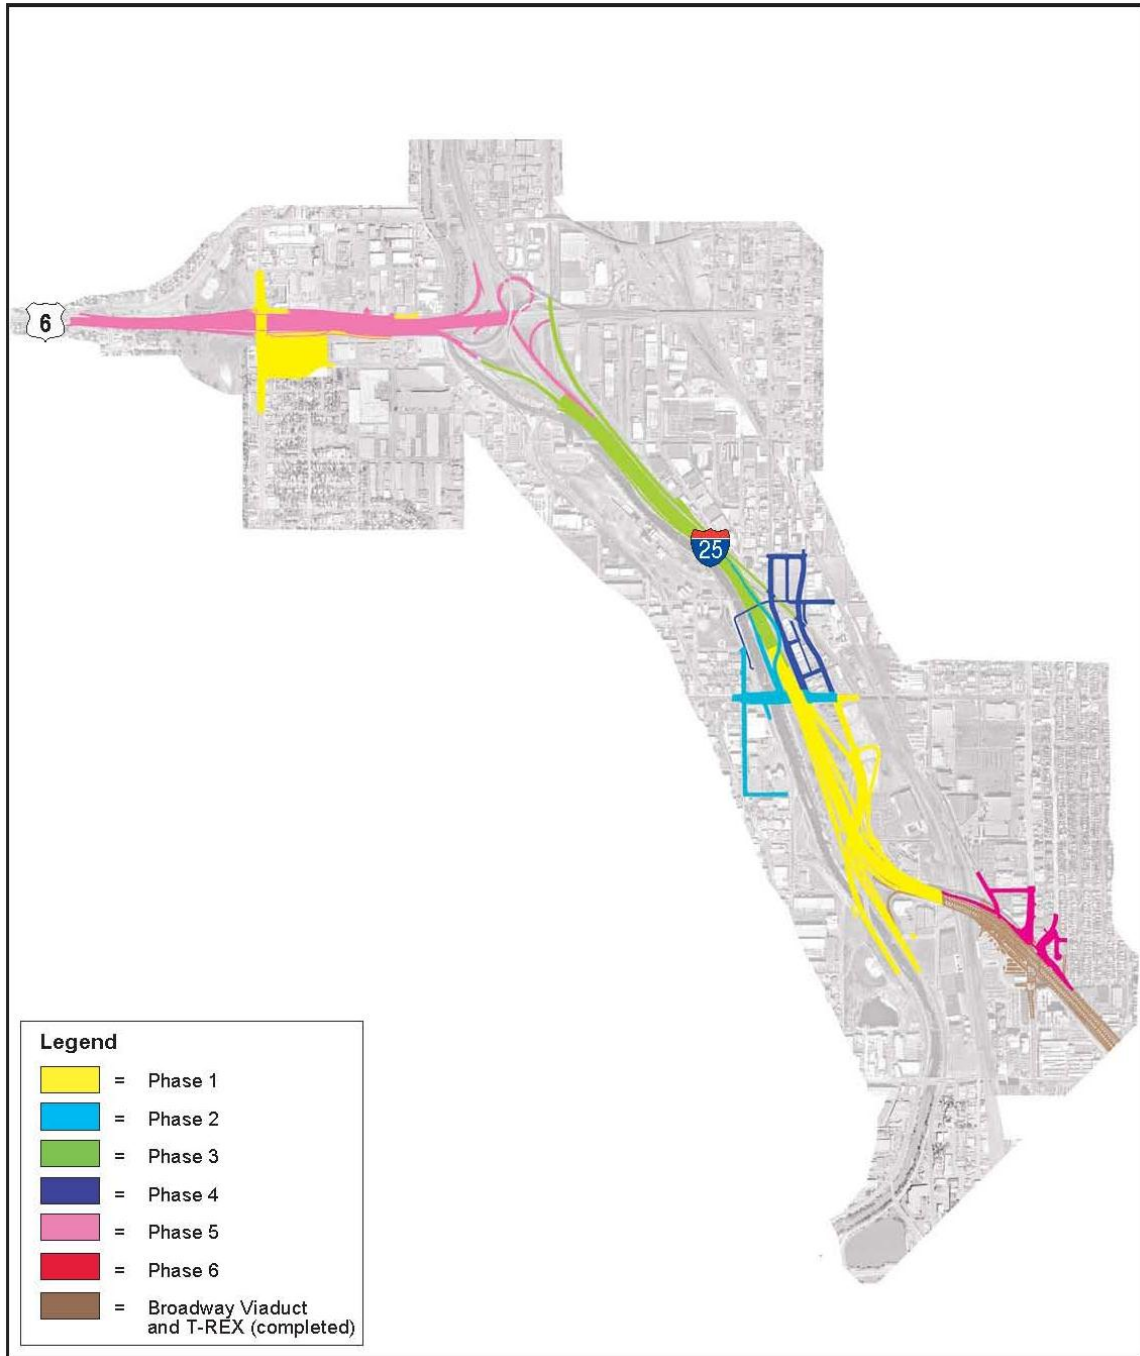 6
25
Legend
= Phase 1
= Phase 2
= Phase 3
= Phase 4
= Phase 5
= Phase 6
= Broadway Viaduct
and T-REX (completed)